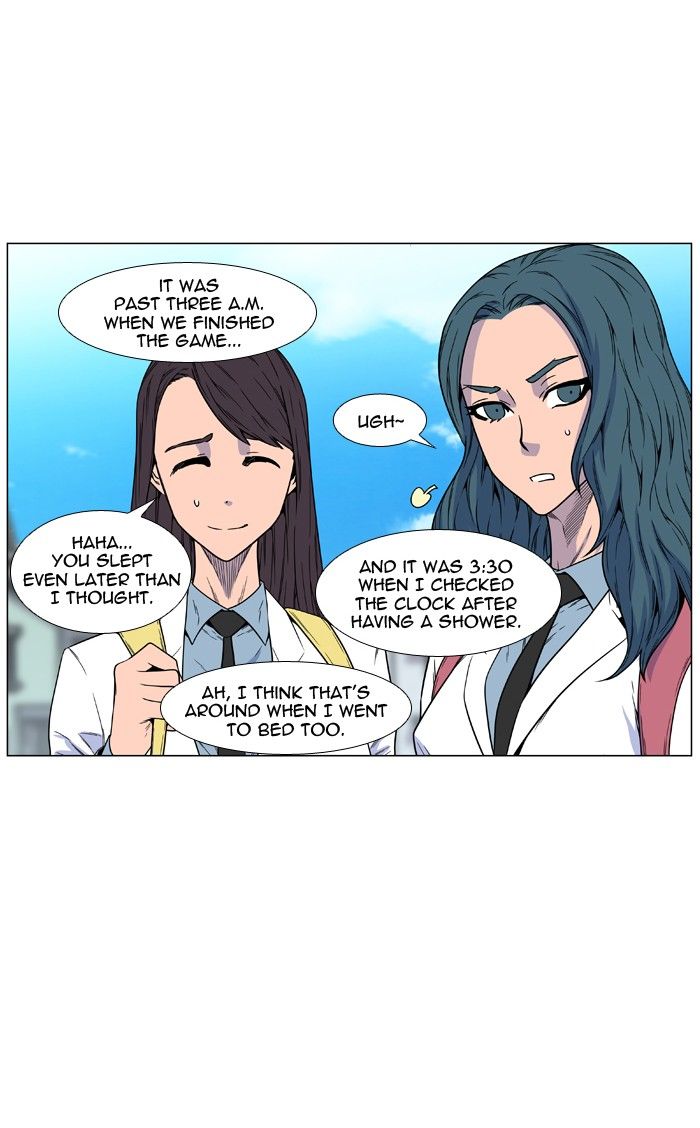 IT WAS
PAST THREE A.M.
WHEN WE FINISHED
THE GAME...
UGH~
HAHA...
YOU SLEPT
EVEN LATER THAN
I THOUGHT.
AND IT WAS 3:30
WHEN I CHECKED
THE CLOCK AFTER
HAVING A SHOWER.
AH, I THINK THAT'S
AROUND WHEN I WENT
TO BED TOO.